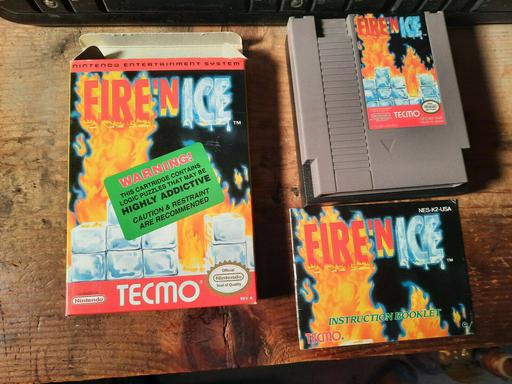 NINTENDO ENTERTAINMENT SYSTEM
FIRE'N ICE
TM
WARNING!
THIS CARTRIDGE CONTAINS
LOGIC PUZZLES THAT MAY BE
HIGHLY ADDICTIVE
CAUTION & RESTRAINT
ARE RECOMMENDED
Official
Nintendo
Seal of Quality
Nintendo
TECMO
REV-A
FIRE'N ICE
TECMO
NES-K2-USA
FIRE'N ICE
TM
INSTRUCTION BOOKLET
TECMO